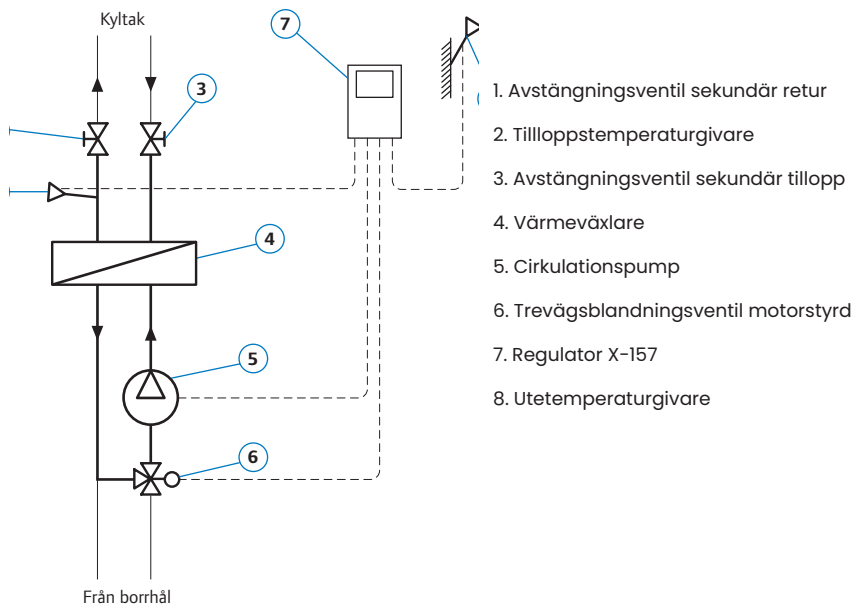 Kyltak
7
3
4
5
6
Från borrhål
1. Avstängningsventil sekundär retur
2. Tillloppstemperaturgivare
3. Avstängningsventil sekundär tillopp
4. Värmeväxlare
5. Cirkulationspump
6. Trevägsblandningsventil motorstyrd
7. Regulator X-157
8. Utetemperaturgivare